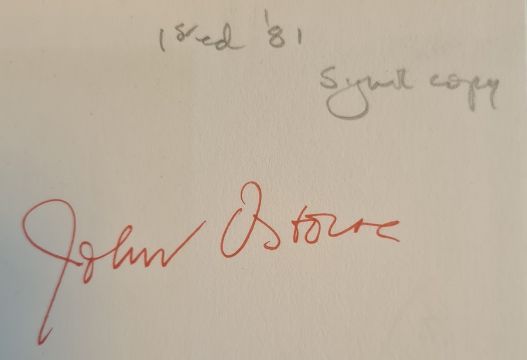 1st ed '81
Signed copy
John Osborne